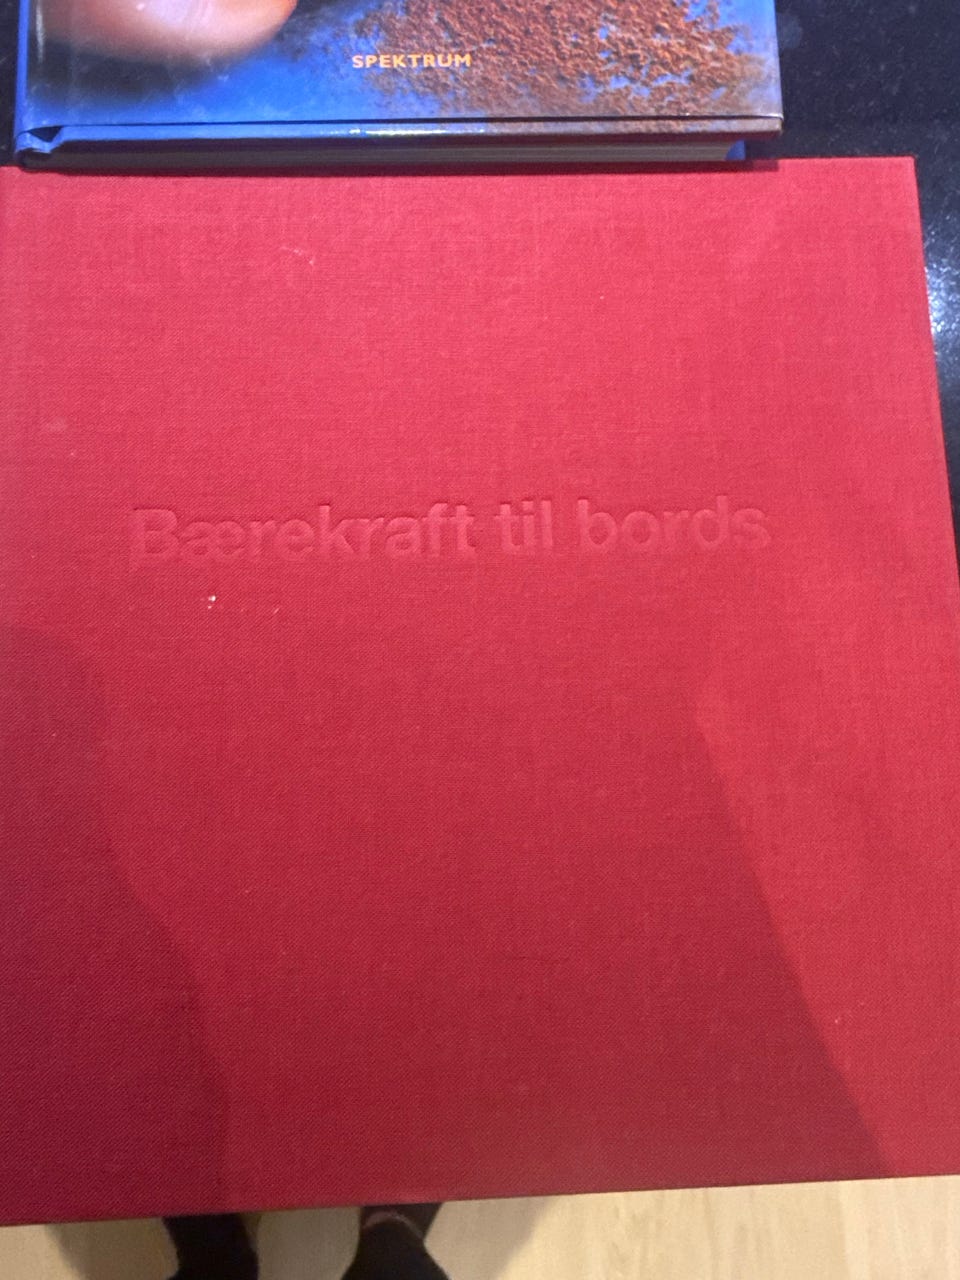 SPEKTRUM
Bærekraft til bords